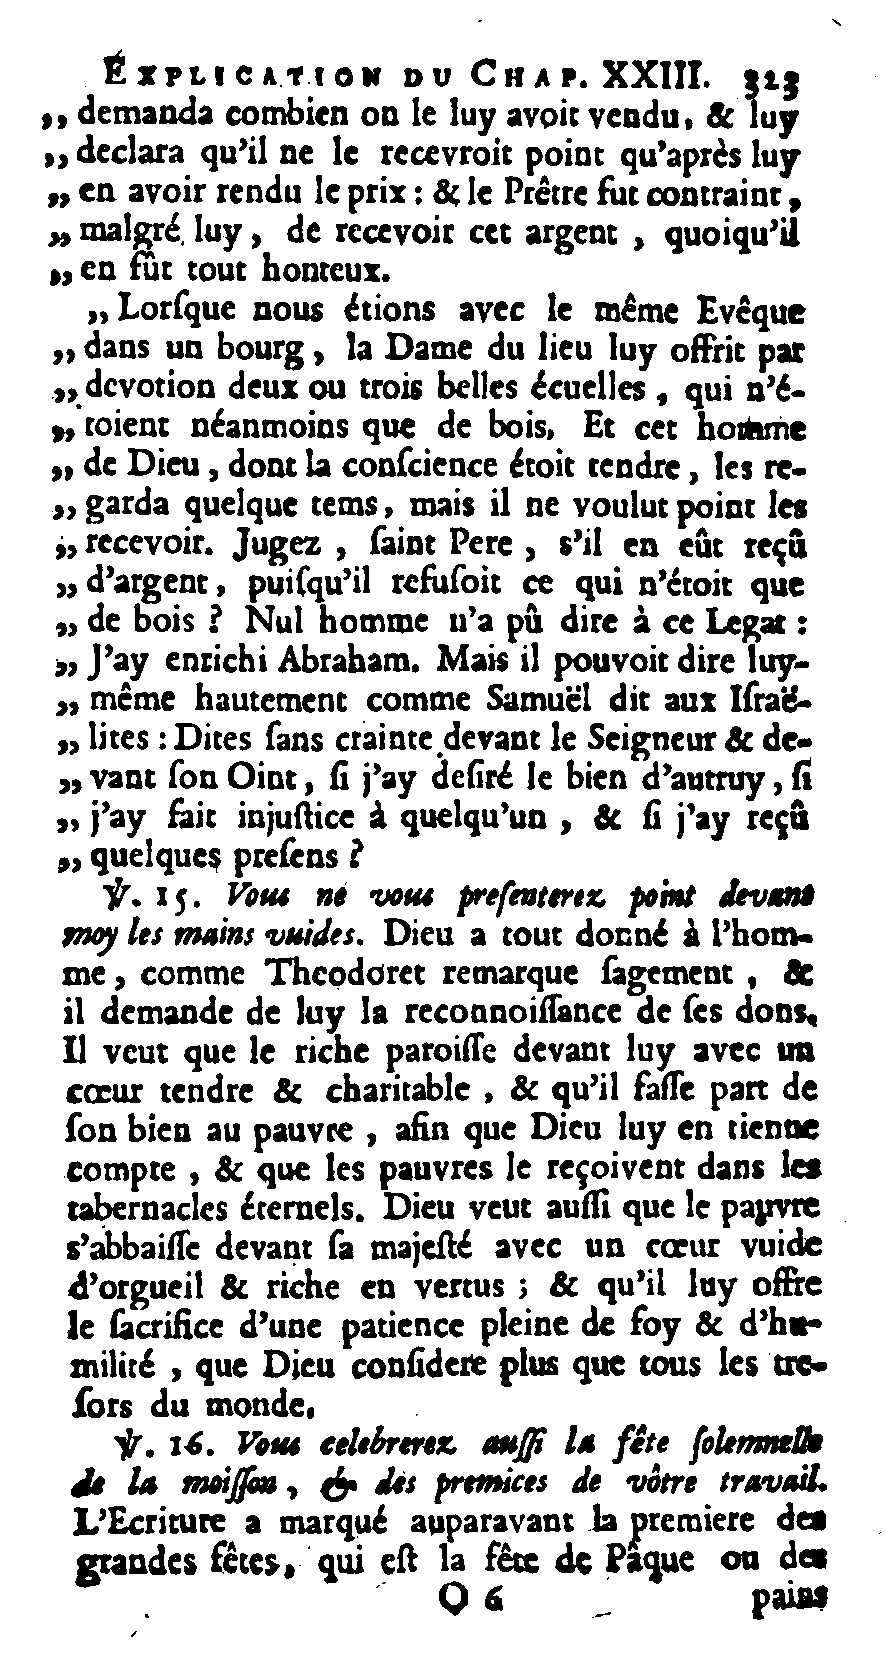 ÉXPLICATION DU CHAP. XXIII. 323
„ demanda combien on le luy avoit vendu, & luy
„ declara qu'il ne le recevroit point qu'après luy
„ en avoir rendu le prix : & le Prêtre fut contraint,
„ malgré luy, de recevoir cet argent, quoiqu'il
„ en fût tout honteux.
„ Lorſque nous étions avec le même Evêque
„ dans un bourg, la Dame du lieu luy offrit par
„ devotion deux ou trois belles écuelles, qui n'é-
„ toient néanmoins que de bois. Et cet homme
„ de Dieu, dont la conſcience étoit tendre, les re-
„ garda quelque tems, mais il ne voulut point les
„ recevoir. Jugez, ſaint Pere, s'il en eût reçû
„ d'argent, puiſqu'il refuſoit ce qui n'étoit que
„ de bois ? Nul homme n'a pû dire à ce Legat :
„ J'ay enrichi Abraham. Mais il pouvoit dire luy-
„ même hautement comme Samuël dit aux Iſraë-
„ lites : Dites ſans crainte devant le Seigneur & de-
„ vant ſon Oint, ſi j'ay deſiré le bien d'autruy, ſi
„ j'ay fait injuſtice à quelqu'un, & ſi j'ay reçû
„ quelques preſens ?
℣. 15. Vous ne vous preſenterez point devant
moy les mains vuides. Dieu a tout donné à l'hom-
me, comme Theodoret remarque ſagement, &
il demande de luy la reconnoiſſance de ſes dons.
Il veut que le riche paroiſſe devant luy avec un
cœur tendre & charitable, & qu'il faſſe part de
ſon bien au pauvre, afin que Dieu luy en tienne
compte, & que les pauvres le reçoivent dans les
tabernacles éternels. Dieu veut auſſi que le pauvre
s'abbaiſſe devant ſa majeſté avec un cœur vuide
d'orgueil & riche en vertus ; & qu'il luy offre
le ſacrifice d'une patience pleine de foy & d'hu-
milité, que Dieu conſidere plus que tous les tre-
ſors du monde.
℣. 16. Vous celebrerez auſſi la fête ſolemnelle
de la moiſſon, & des premices de vôtre travail.
L'Ecriture a marqué auparavant la premiere des
grandes fêtes, qui eſt la fête de Pâque ou des
O 6 pains